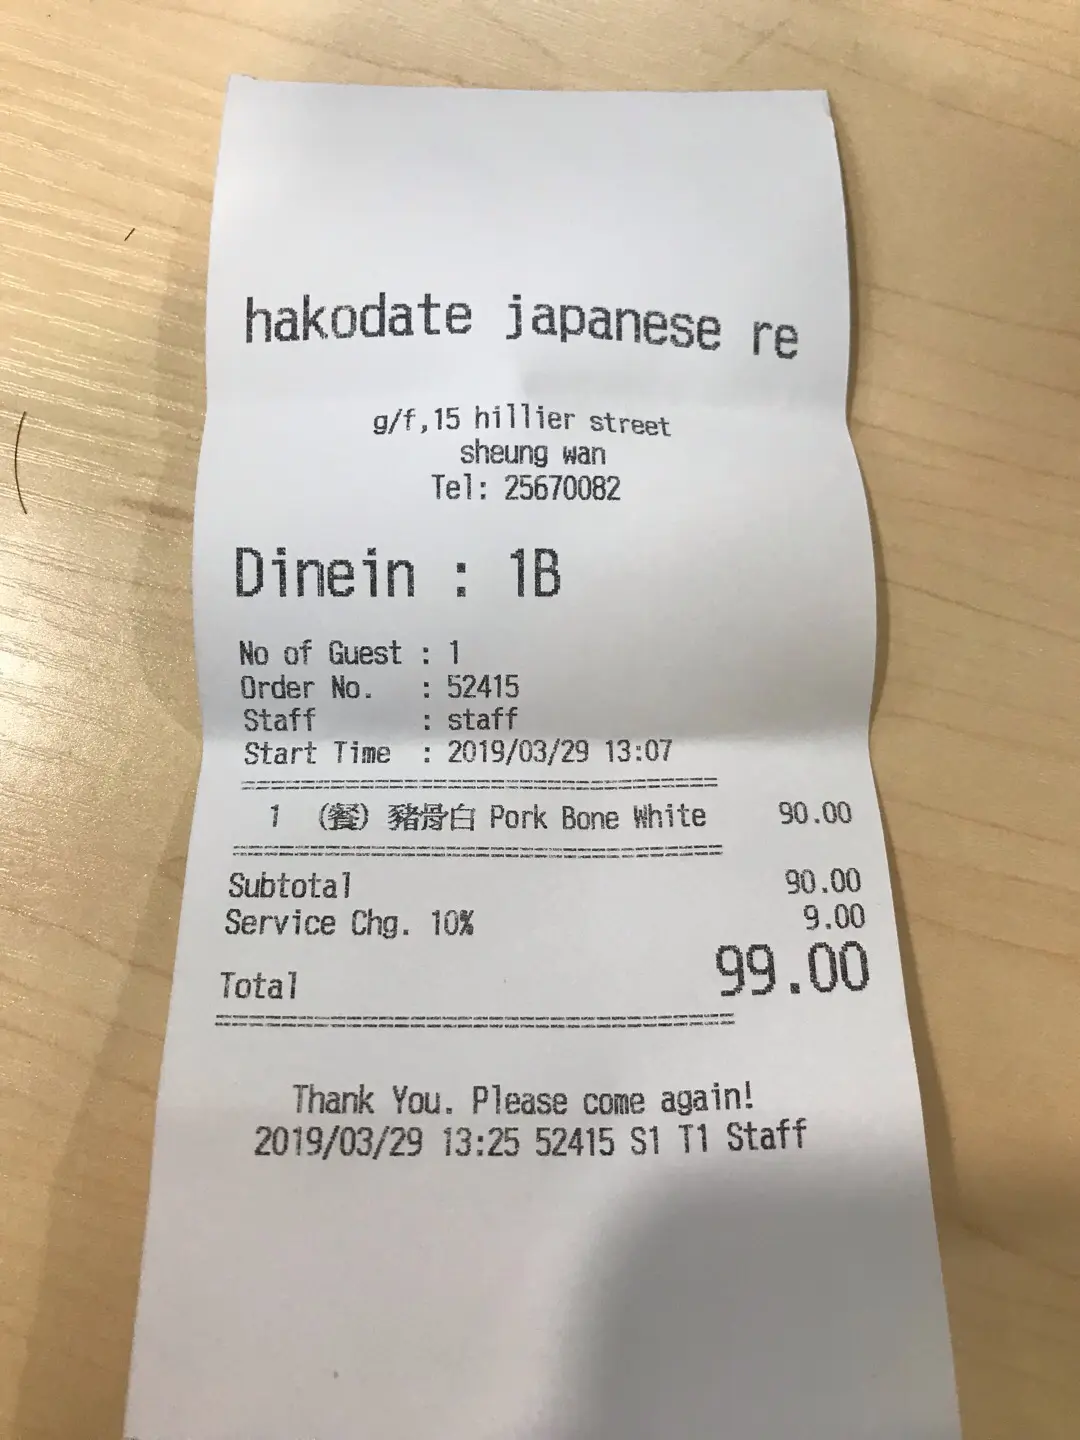 hakodate japanese re
g/f,15 hillier street
sheung wan
Tel: 25670082
Dinein : 1B
No of Guest : 1
Order No. : 52415
Staff : staff
Start Time : 2019/03/29 13:07
1 (餐) 豬骨白 Pork Bone White 90.00
Subtotal 90.00
Service Chg. 10% 9.00
Total 99.00
Thank You. Please come again!
2019/03/29 13:25 52415 S1 T1 Staff